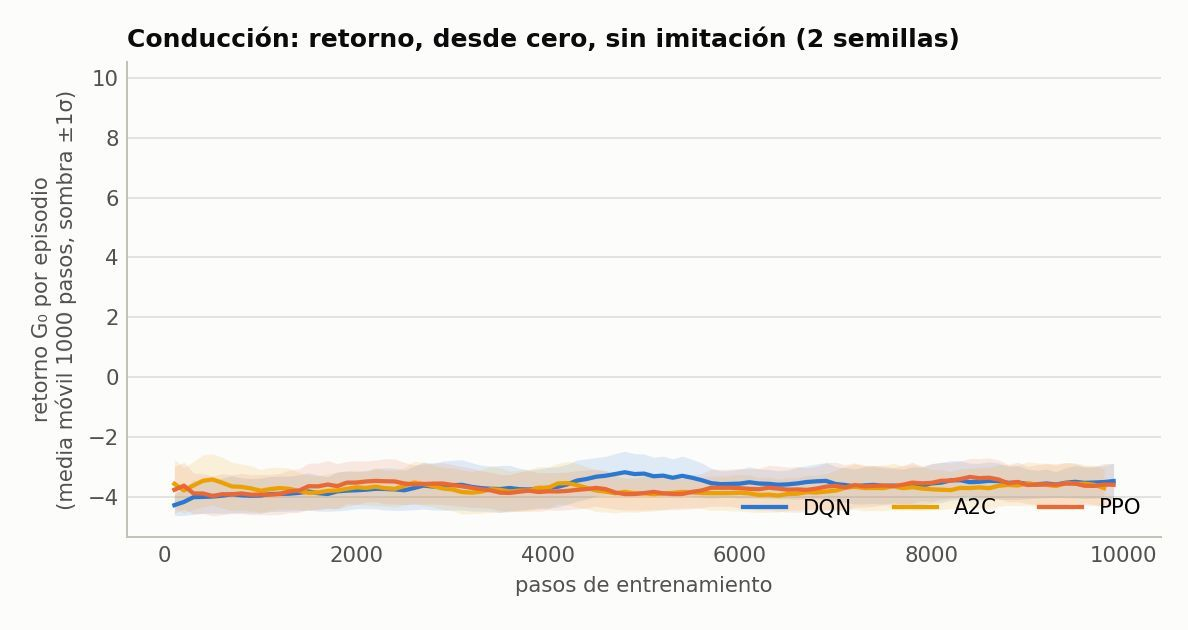 Conducción: retorno, desde cero, sin imitación (2 semillas)
retorno G₀ por episodio
(media móvil 1000 pasos, sombra ±1σ)
10
8
6
4
2
0
−2
−4
DQN A2C PPO
0 2000 4000 6000 8000 10000
pasos de entrenamiento